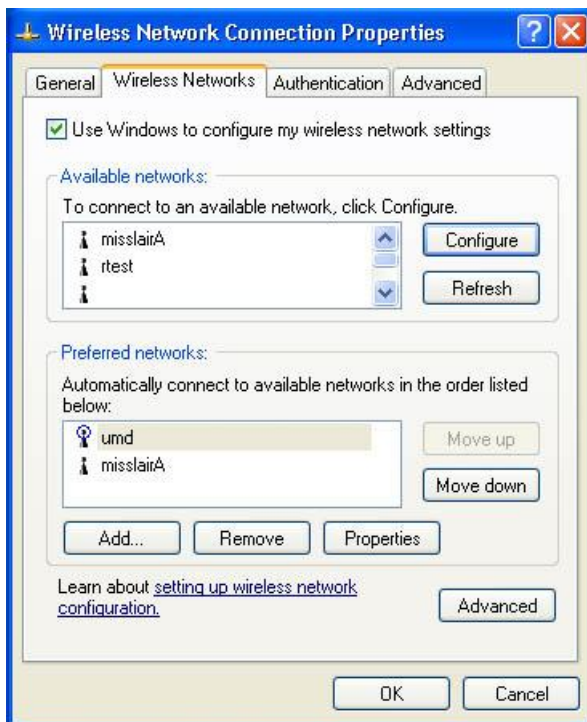 Wireless Network Connection Properties
General Wireless Networks Authentication Advanced
Use Windows to configure my wireless network settings
Available networks:
To connect to an available network, click Configure.
misslairA
rtest
Configure
Refresh
Preferred networks:
Automatically connect to available networks in the order listed
below:
umd
misslairA
Move up
Move down
Add... Remove Properties
Learn about setting up wireless network
configuration.
Advanced
OK Cancel